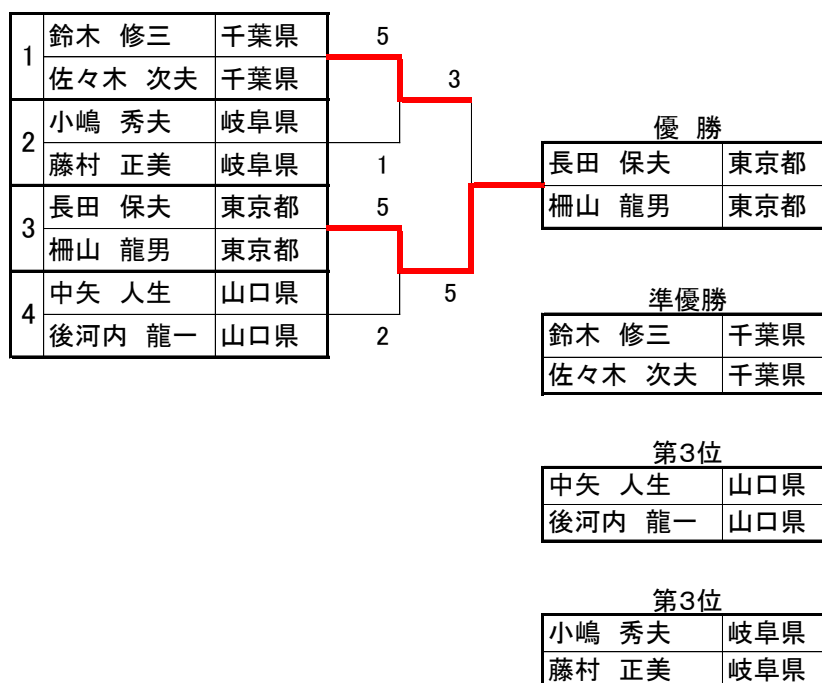 1 鈴木 修三 千葉県 5
佐々木 次夫 千葉県 3
2 小嶋 秀夫 岐阜県
藤村 正美 岐阜県 1
3 長田 保夫 東京都 5
柵山 龍男 東京都
4 中矢 人生 山口県 5
後河内 龍一 山口県 2
優 勝
長田 保夫 東京都
柵山 龍男 東京都
準優勝
鈴木 修三 千葉県
佐々木 次夫 千葉県
第3位
中矢 人生 山口県
後河内 龍一 山口県
第3位
小嶋 秀夫 岐阜県
藤村 正美 岐阜県